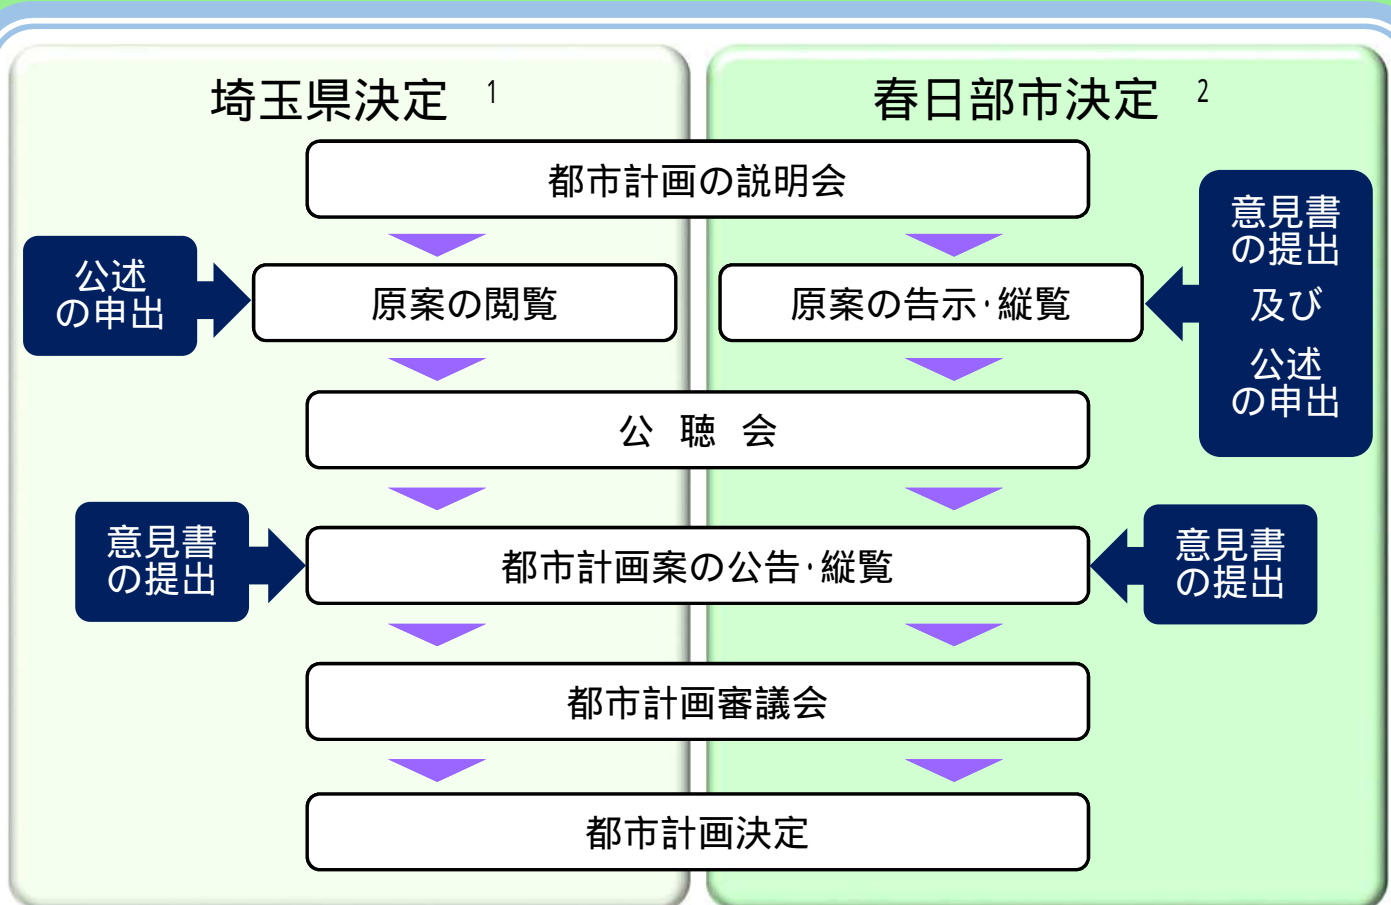 埼玉県決定 1
春日部市決定 2
都市計画の説明会
公述
の申出
原案の閲覧
原案の告示・縦覧
意見書
の提出
及び
公述
の申出
公 聴 会
意見書
の提出
都市計画案の公告・縦覧
意見書
の提出
都市計画審議会
都市計画決定